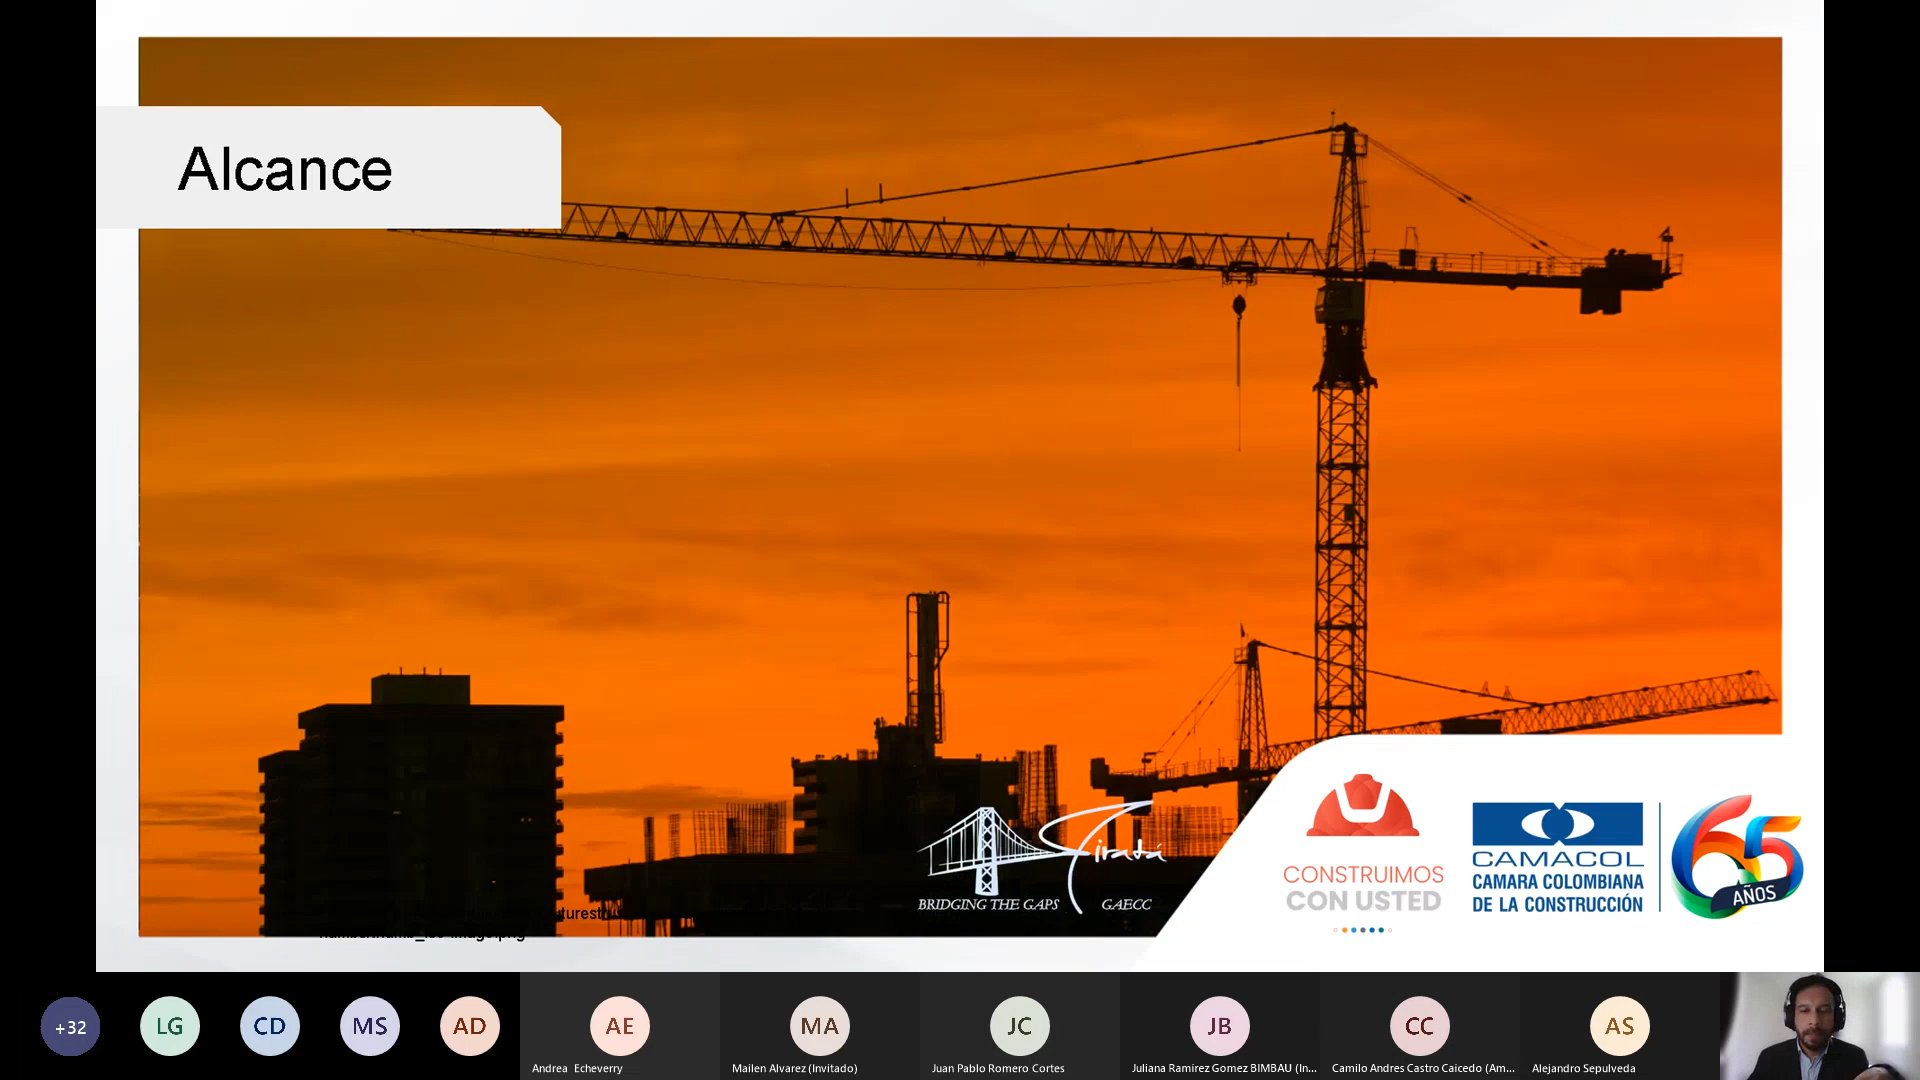 Alcance
BRIDGING THE GAPS GAECC
CONSTRUIMOS
CON USTED
CAMACOL
CAMARA COLOMBIANA
DE LA CONSTRUCCIÓN
65
AÑOS
+32
LG
CD
MS
AD
AE
MA
JC
JB
CC
AS
Andrea Echeverry
Mailen Alvarez (Invitado)
Juan Pablo Romero Cortes
Juliana Ramirez Gomez BIMBAU (In...
Camilo Andres Castro Caicedo (Am...
Alejandro Sepulveda